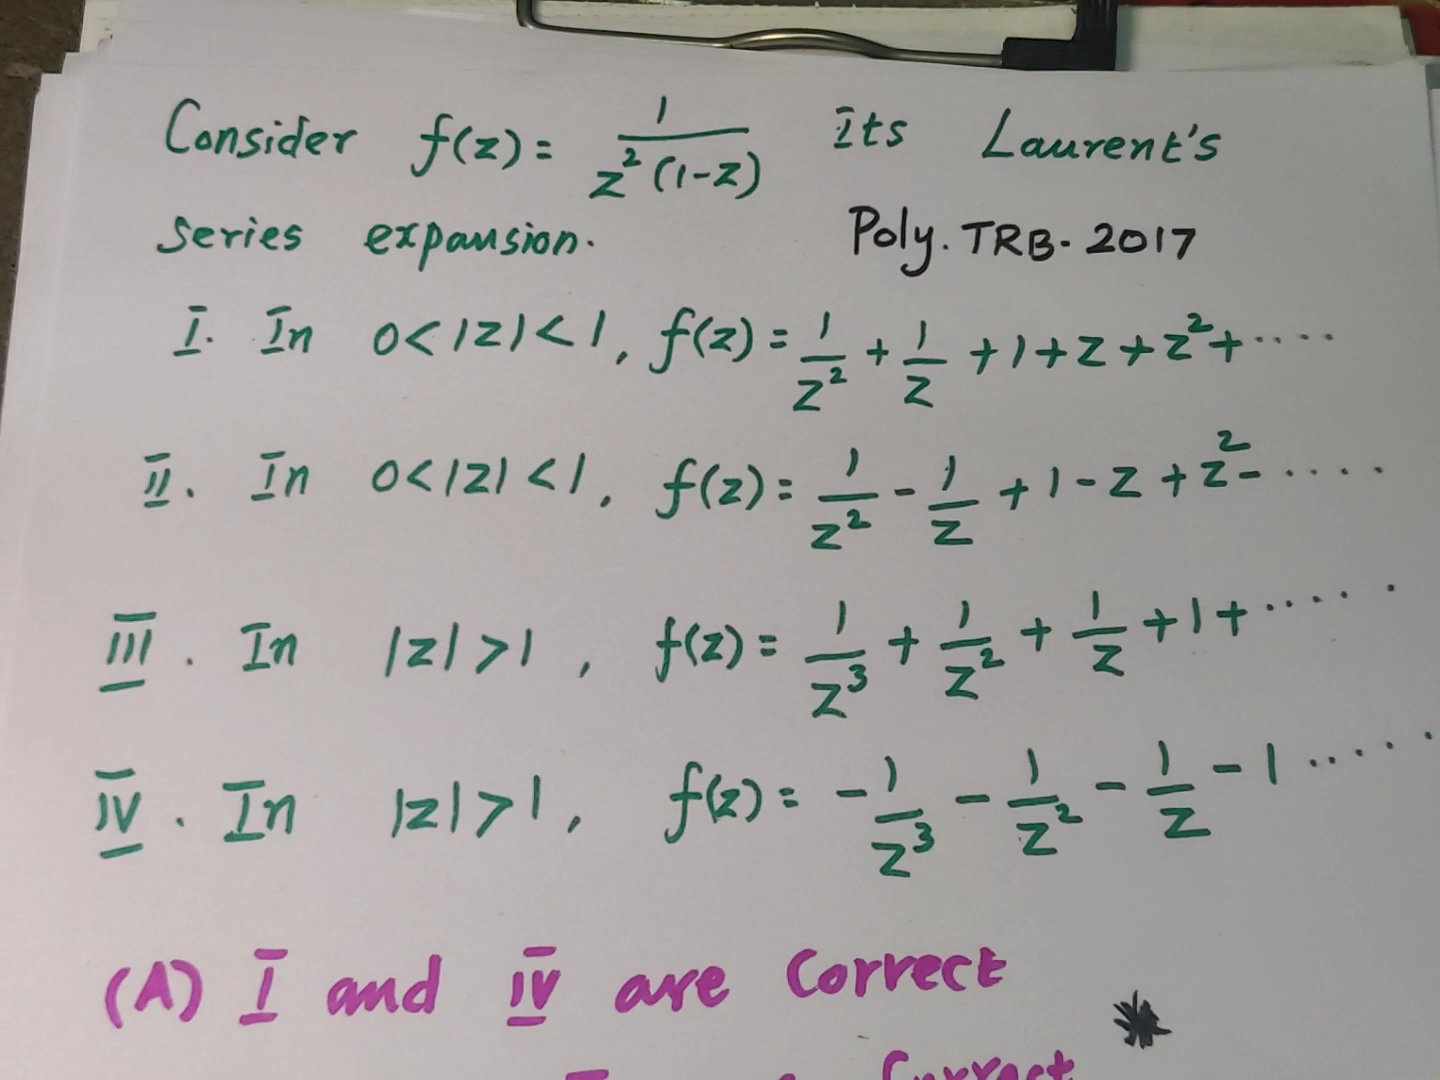 Consider f(z) = 1/(z²(1-z)) Its Laurent's
series expansion. Poly. TRB. 2017
I. In 0<|z|<1, f(z) = 1/z² + 1/z + 1 + z + z² + ....
II. In 0<|z|<1, f(z) = 1/z² - 1/z + 1 - z + z² - ....
III. In |z|>1, f(z) = 1/z³ + 1/z² + 1/z + 1 + ......
IV. In |z|>1, f(z) = -1/z³ - 1/z² - 1/z - 1 .....
(A) I and IV are Correct
Correct